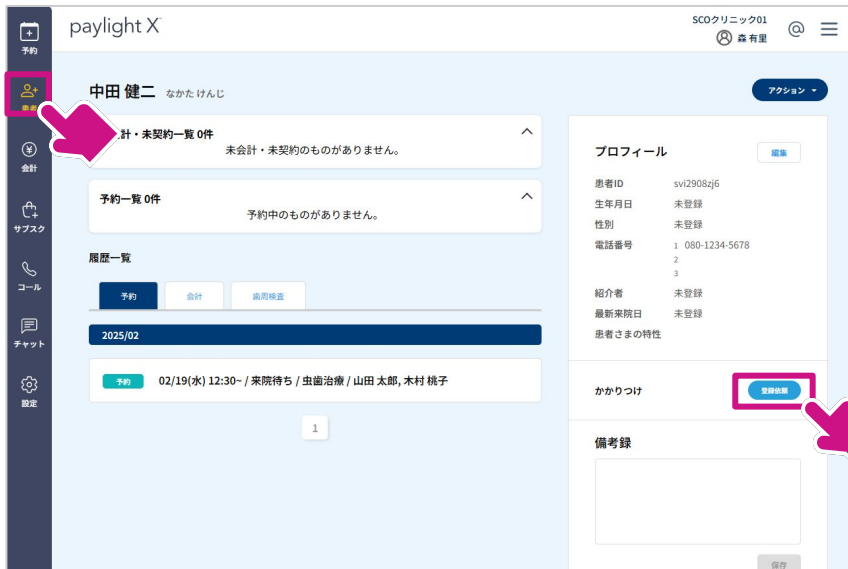 paylight X
SCOクリニック01
森 有里
予約
患者
会計
サブスク
コール
チャット
設定
中田 健二 なかた けんじ
アクション
計・未契約一覧 0件
未会計・未契約のものがありません。
予約一覧 0件
予約中のものがありません。
履歴一覧
予約 会計 歯周検査
2025/02
予約 02/19(水) 12:30~ / 来院待ち / 虫歯治療 / 山田 太郎, 木村 桃子
1
プロフィール 編集
患者ID svi2908zj6
生年月日 未登録
性別 未登録
電話番号 1 080-1234-5678
2
3
紹介者 未登録
最新来院日 未登録
患者さまの特性
かかりつけ 登録依頼
備考録
保存